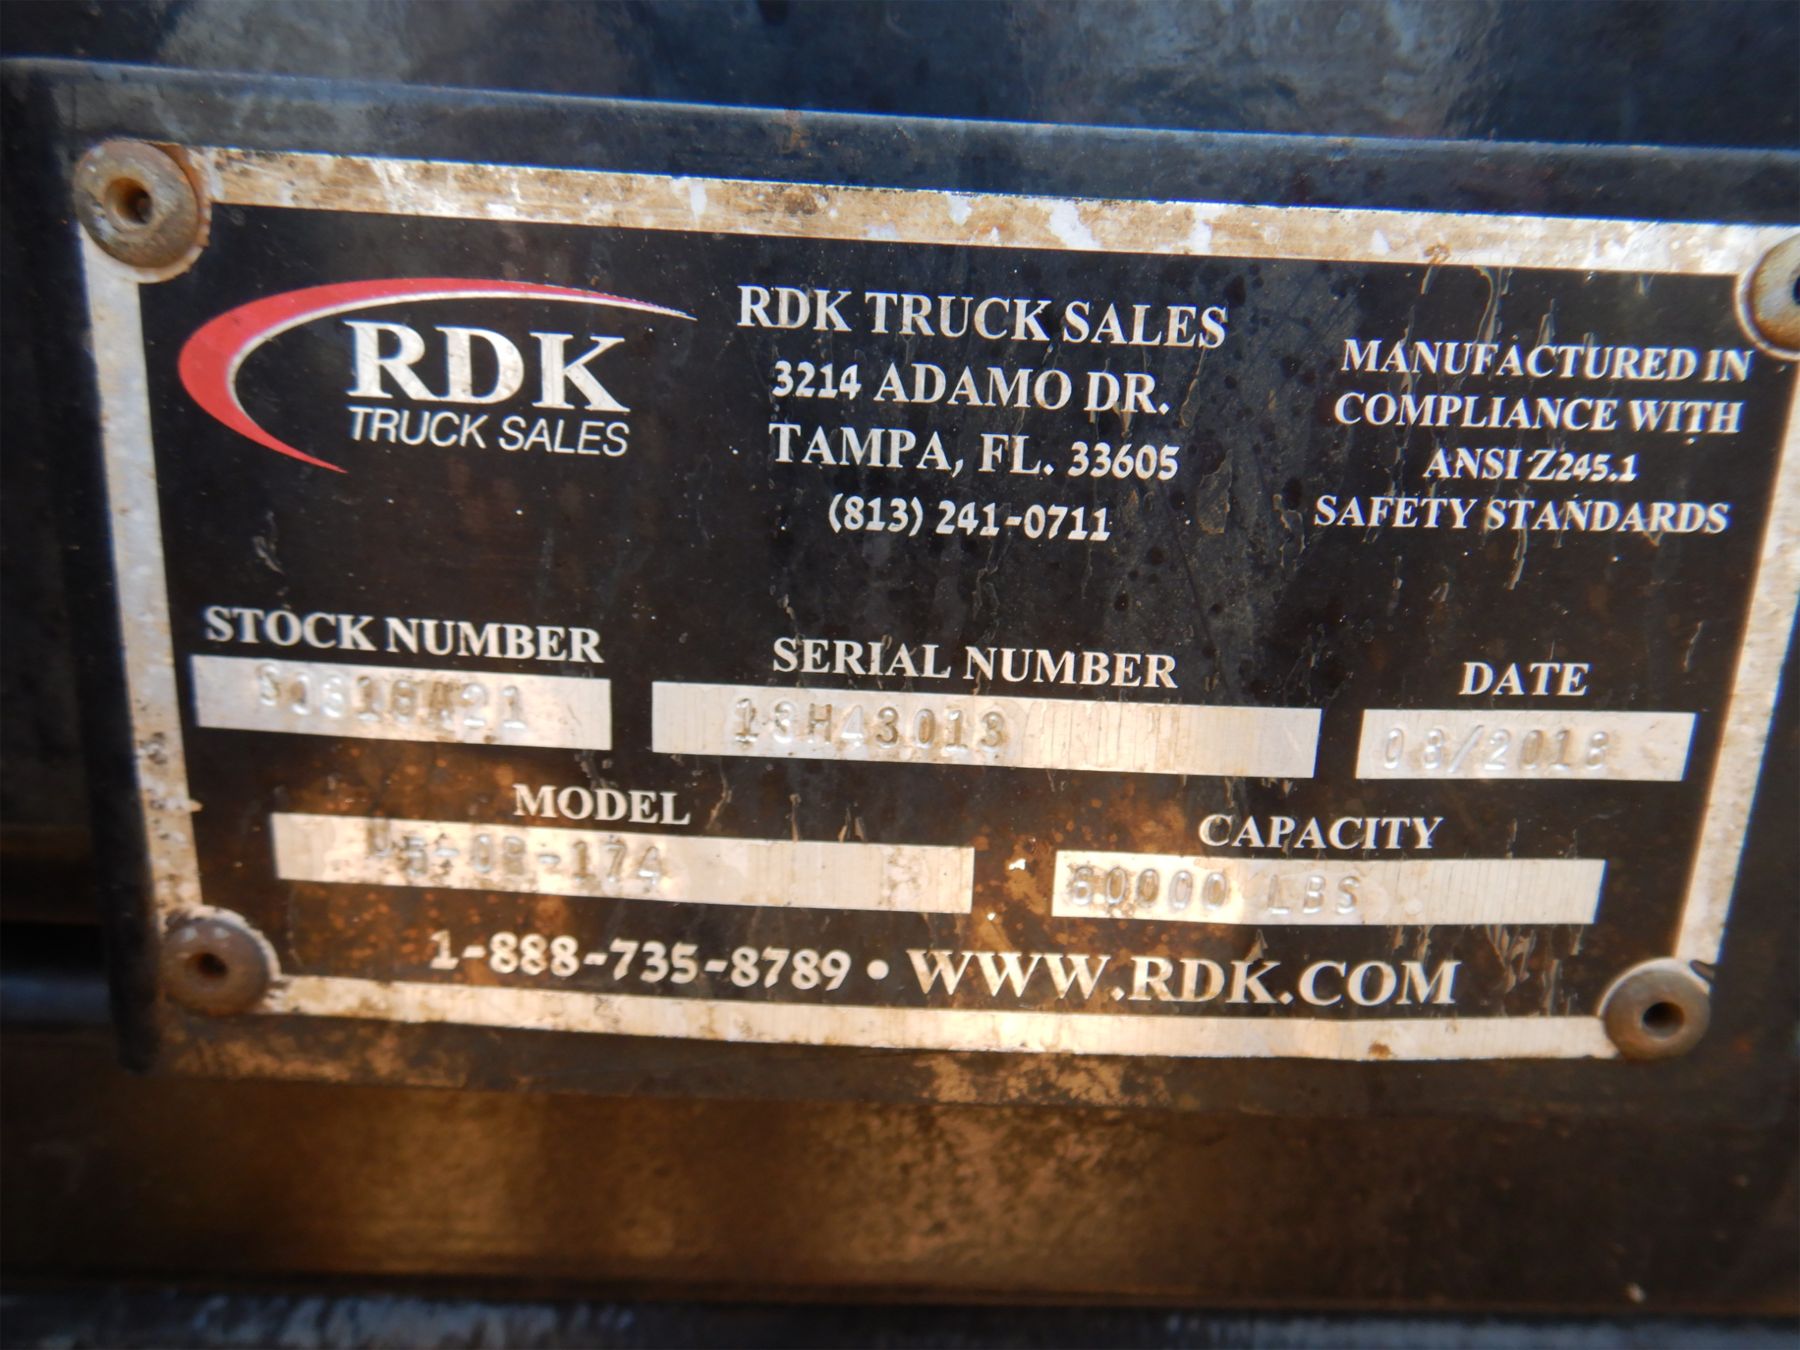 RDK
TRUCK SALES
RDK TRUCK SALES
3214 ADAMO DR.
TAMPA, FL. 33605
(813) 241-0711
MANUFACTURED IN
COMPLIANCE WITH
ANSI Z245.1
SAFETY STANDARDS
STOCK NUMBER
SERIAL NUMBER
18H43013
DATE
08/2018
MODEL
CAPACITY
60000 LBS
1-888-735-8789 • WWW.RDK.COM